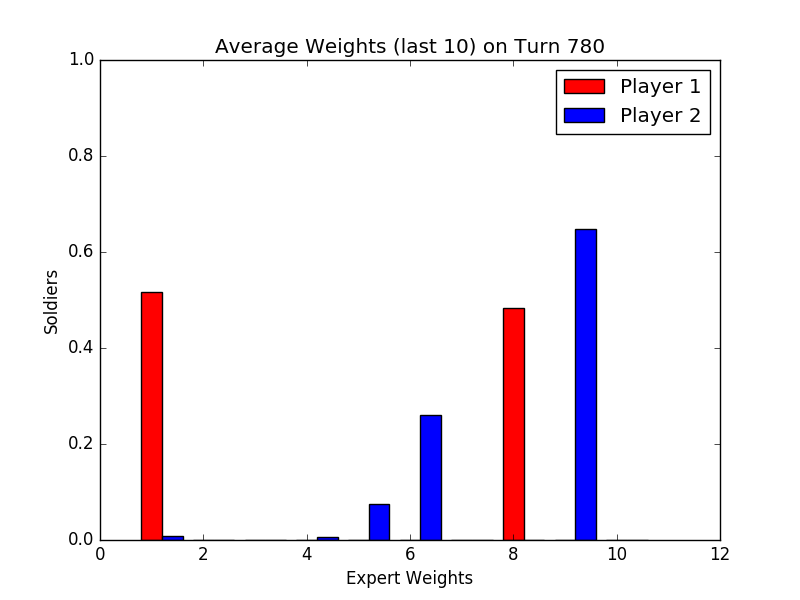 Average Weights (last 10) on Turn 780
1.0
0.8
0.6
0.4
0.2
0.0
Soldiers
Player 1
Player 2
0 2 4 6 8 10 12
Expert Weights